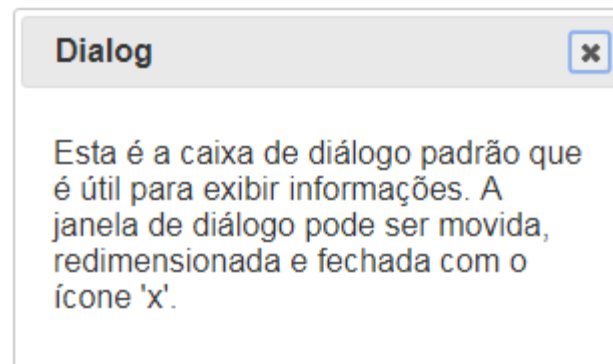 Dialog
Esta é a caixa de diálogo padrão que
é útil para exibir informações. A
janela de diálogo pode ser movida,
redimensionada e fechada com o
ícone 'x'.